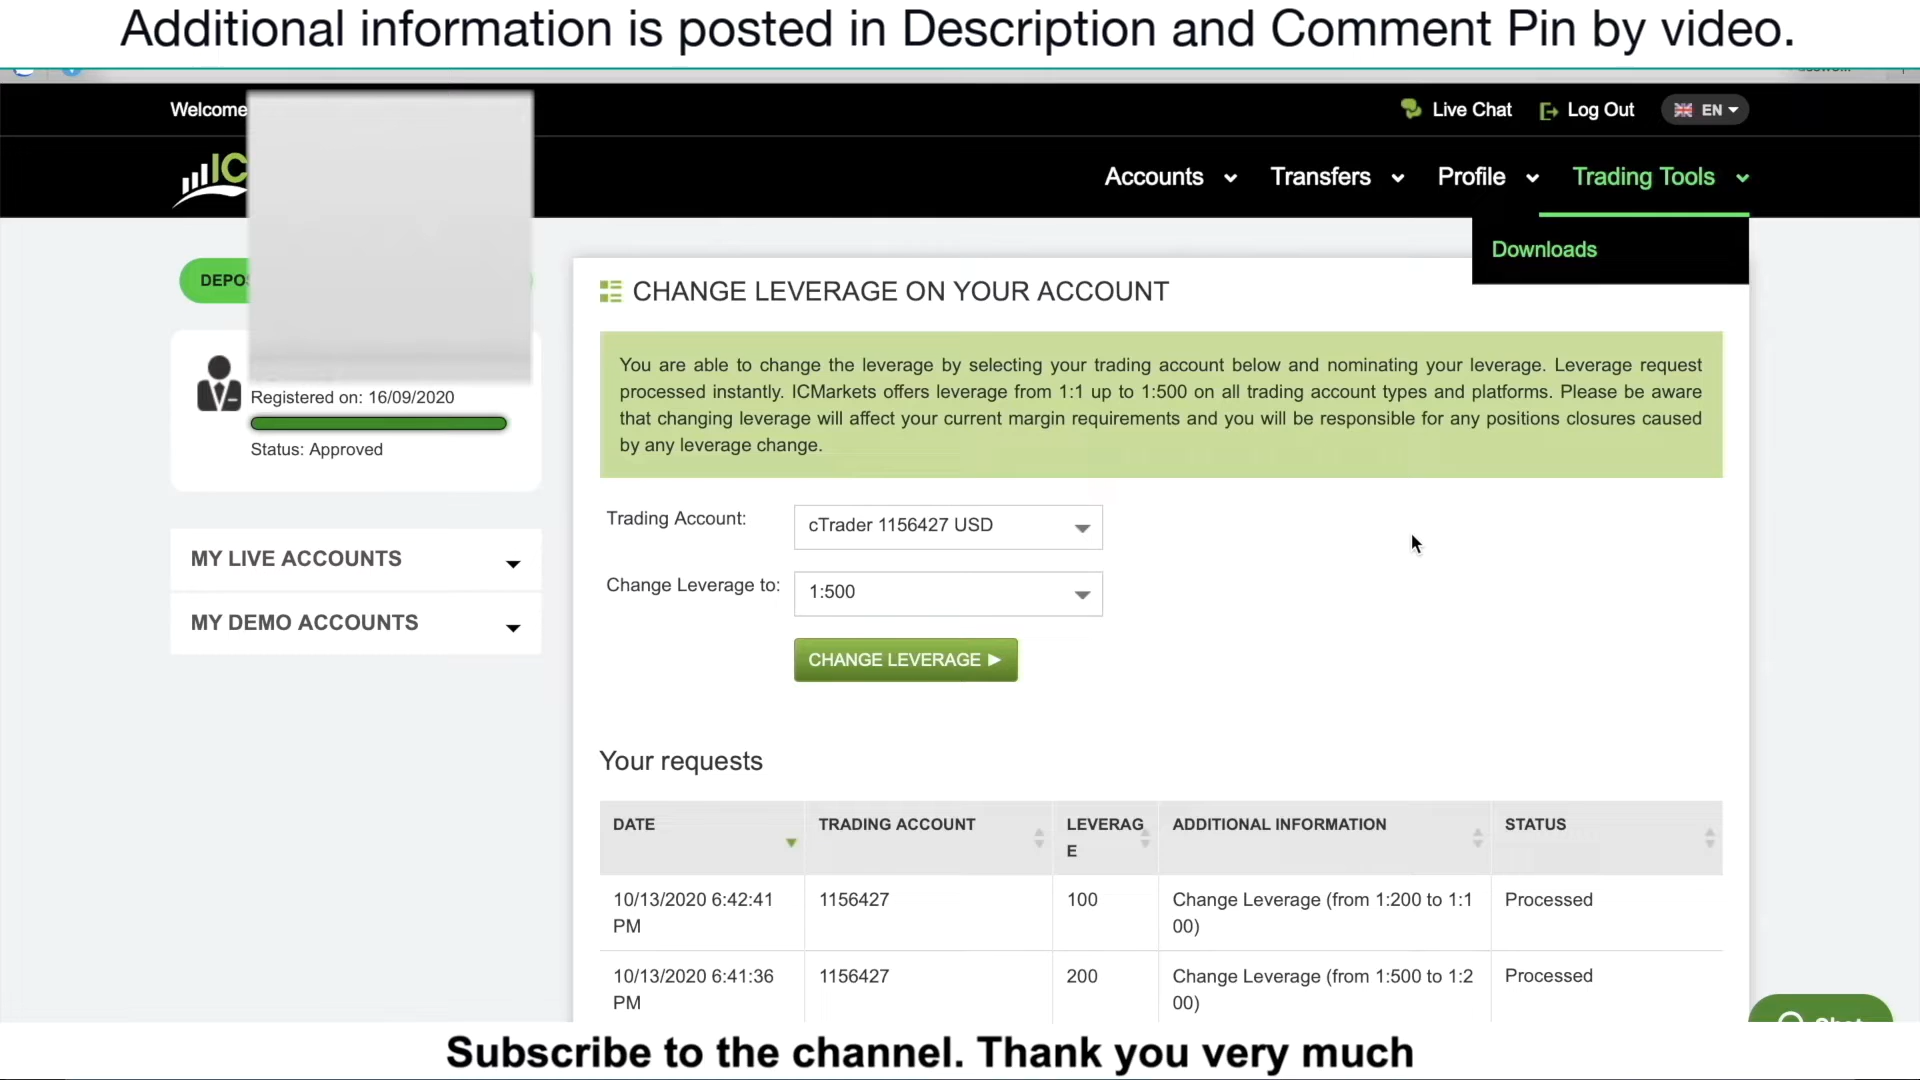 Additional information is posted in Description and Comment Pin by video.
Welcome
Live Chat
Log Out
EN
IC
Accounts
Transfers
Profile
Trading Tools
Downloads
CHANGE LEVERAGE ON YOUR ACCOUNT
You are able to change the leverage by selecting your trading account below and nominating your leverage. Leverage request
processed instantly. ICMarkets offers leverage from 1:1 up to 1:500 on all trading account types and platforms. Please be aware
that changing leverage will affect your current margin requirements and you will be responsible for any positions closures caused
by any leverage change.
DEPOS
Registered on: 16/09/2020
Status: Approved
MY LIVE ACCOUNTS
MY DEMO ACCOUNTS
Trading Account:
cTrader 1156427 USD
Change Leverage to:
1:500
CHANGE LEVERAGE ▶
Your requests
DATE
TRADING ACCOUNT
LEVERAG
E
ADDITIONAL INFORMATION
STATUS
10/13/2020 6:42:41
PM
1156427
100
Change Leverage (from 1:200 to 1:1
00)
Processed
10/13/2020 6:41:36
PM
1156427
200
Change Leverage (from 1:500 to 1:2
00)
Processed
Chat
Subscribe to the channel. Thank you very much